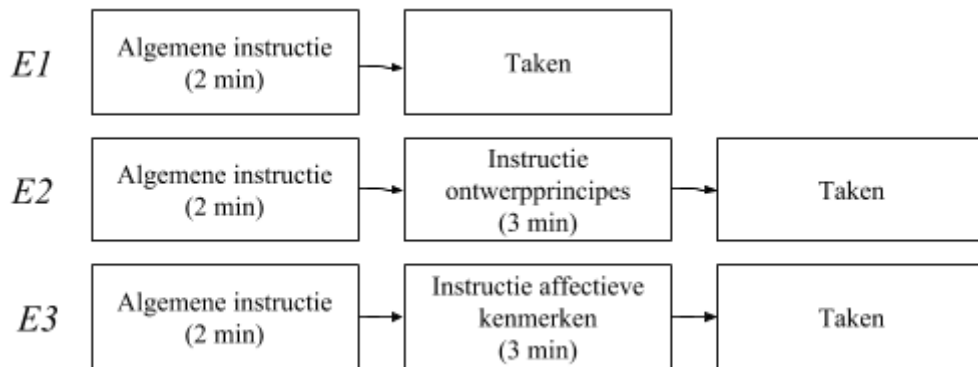 E1
Algemene instructie
(2 min)
Taken
E2
Algemene instructie
(2 min)
Instructie
ontwerpprincipes
(3 min)
Taken
E3
Algemene instructie
(2 min)
Instructie affectieve
kenmerken
(3 min)
Taken